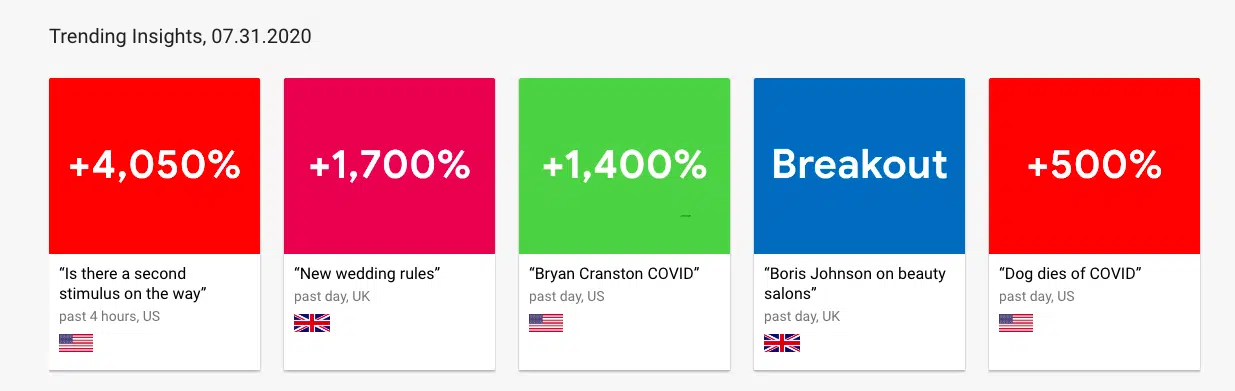 Trending Insights, 07.31.2020
+4,050%
“Is there a second
stimulus on the way”
past 4 hours, US
+1,700%
“New wedding rules”
past day, UK
+1,400%
“Bryan Cranston COVID”
past day, US
Breakout
“Boris Johnson on beauty
salons”
past day, UK
+500%
“Dog dies of COVID”
past day, US